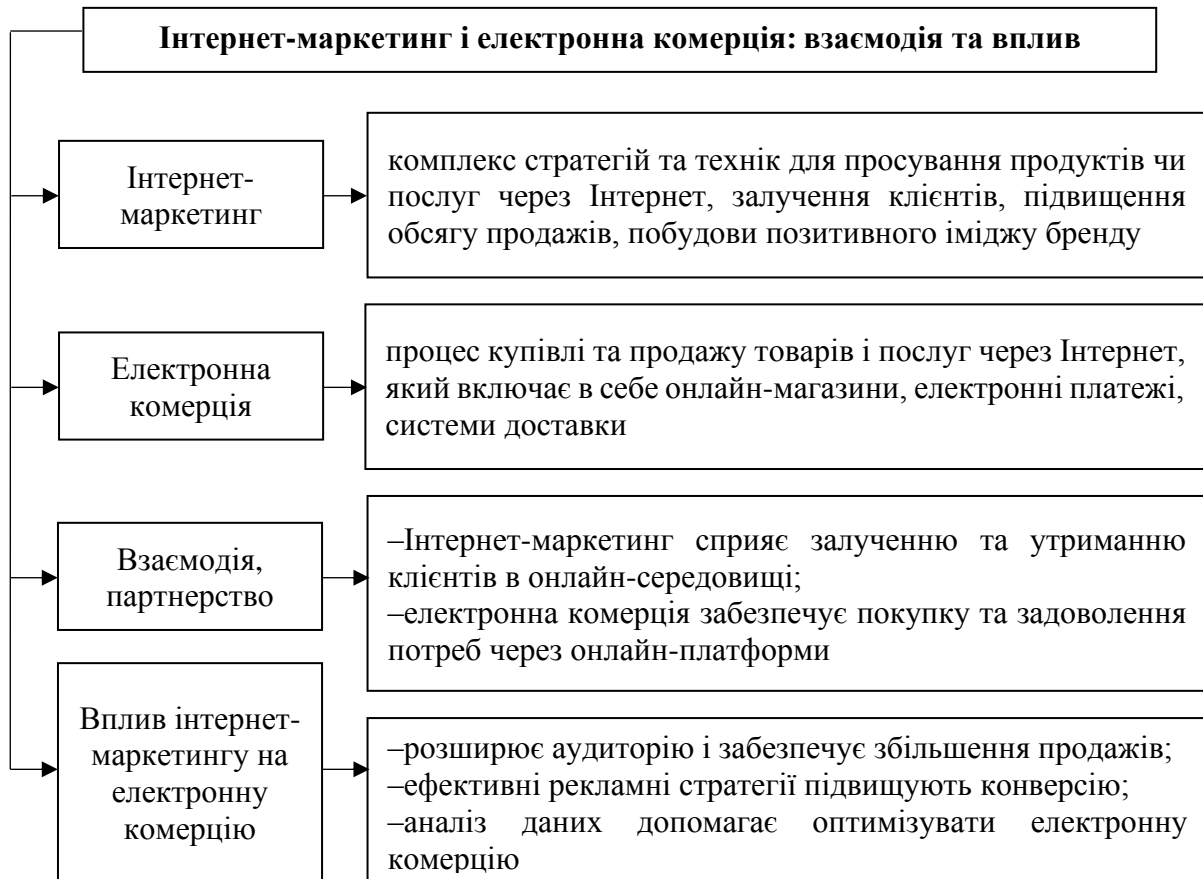 Інтернет-маркетинг і електронна комерція: взаємодія та вплив
Інтернет-
маркетинг
комплекс стратегій та технік для просування продуктів чи
послуг через Інтернет, залучення клієнтів, підвищення
обсягу продажів, побудови позитивного іміджу бренду
Електронна
комерція
процес купівлі та продажу товарів і послуг через Інтернет,
який включає в себе онлайн-магазини, електронні платежі,
системи доставки
Взаємодія,
партнерство
–Інтернет-маркетинг сприяє залученню та утриманню
клієнтів в онлайн-середовищі;
–електронна комерція забезпечує покупку та задоволення
потреб через онлайн-платформи
Вплив інтернет-
маркетингу на
електронну
комерцію
–розширює аудиторію і забезпечує збільшення продажів;
–ефективні рекламні стратегії підвищують конверсію;
–аналіз даних допомагає оптимізувати електронну
комерцію